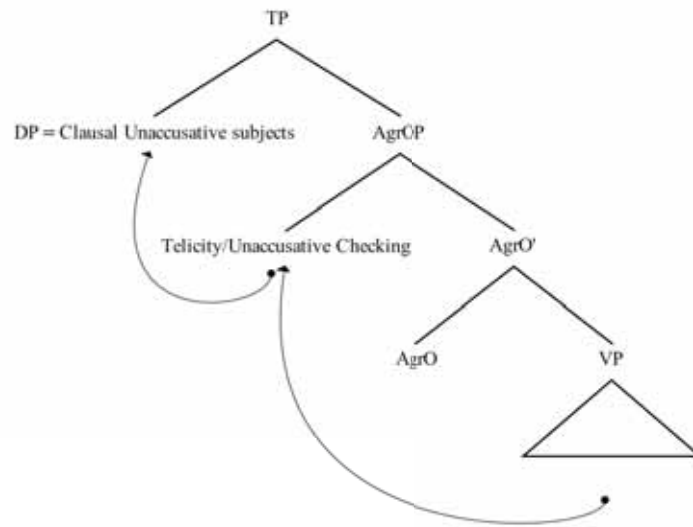 TP
DP = Clausal Unaccusative subjects
AgrOP
Telicity/Unaccusative Checking
AgrO'
AgrO
VP